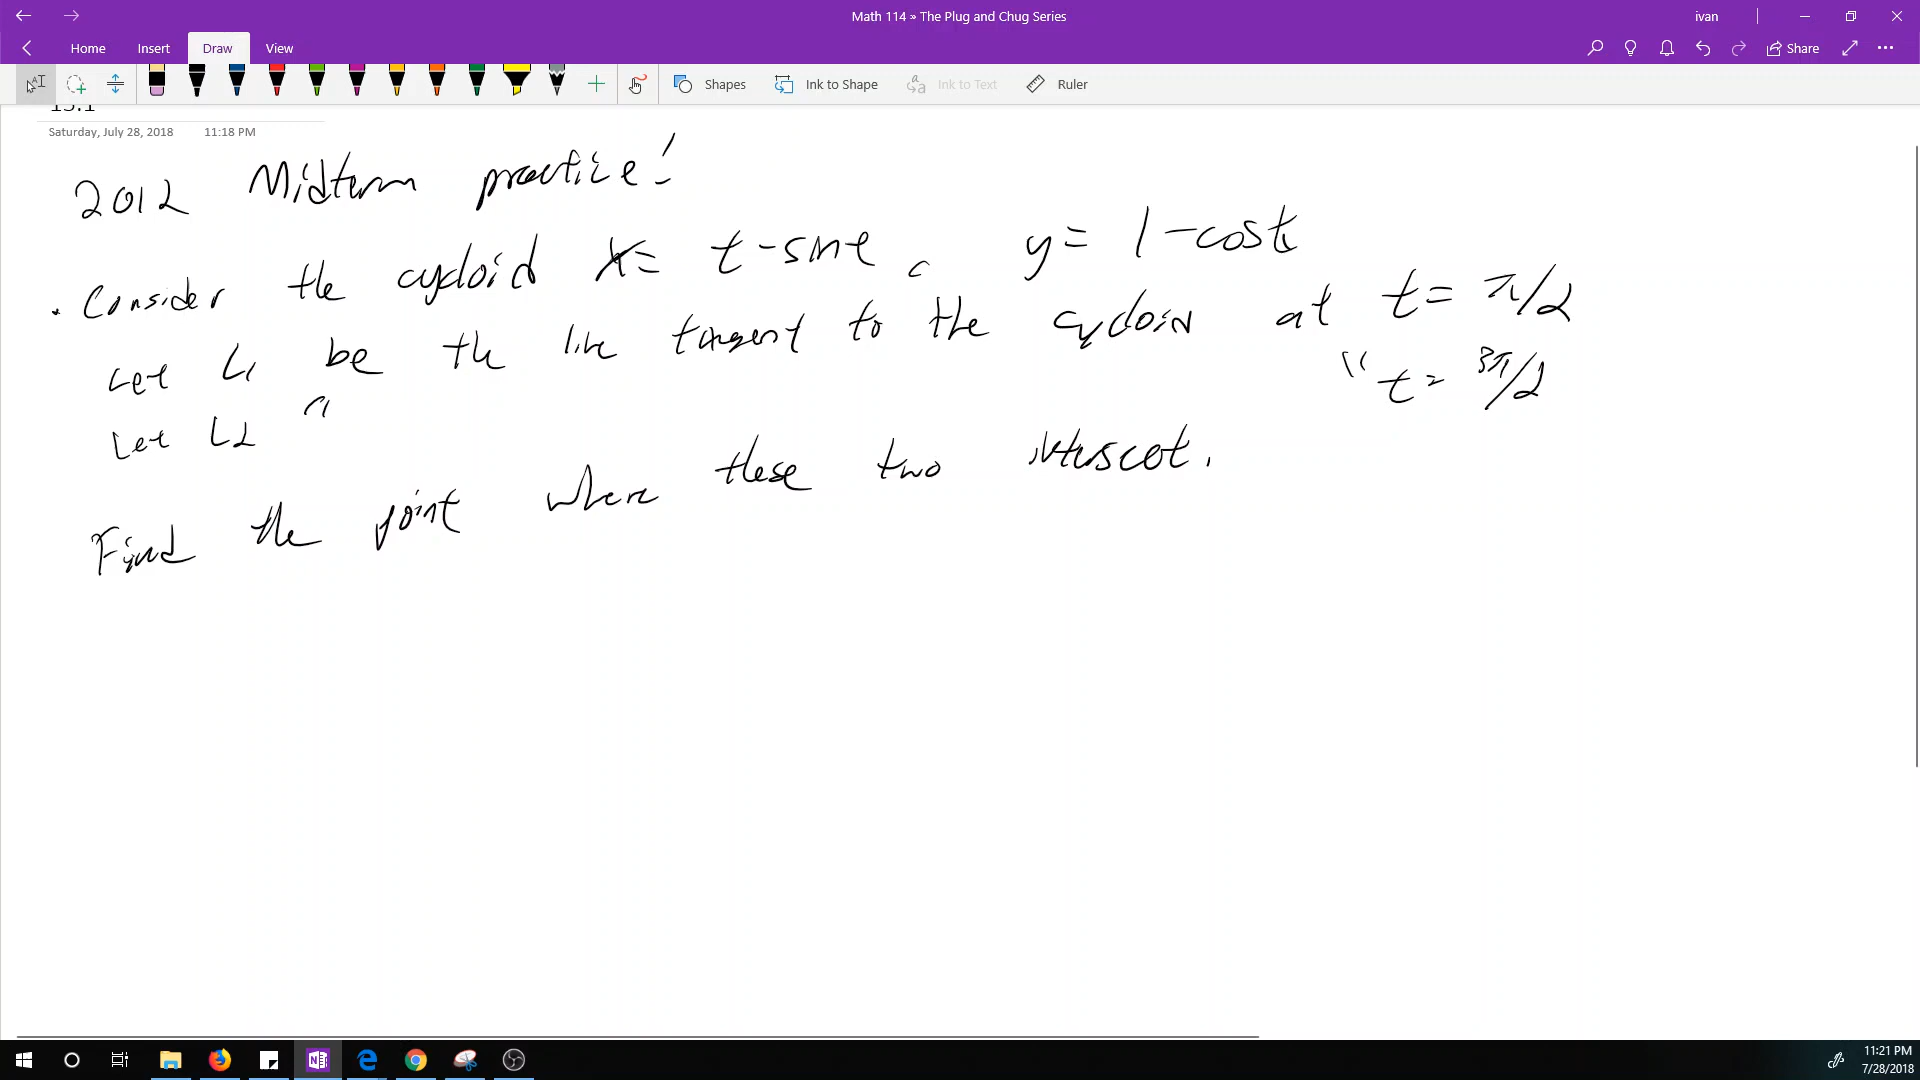 Math 114 » The Plug and Chug Series
ivan
Home Insert Draw View
Share
Shapes Ink to Shape Ink to Text Ruler
Saturday, July 28, 2018 11:18 PM
2012 Midterm practice!
• Consider the cycloid x= t-sint, y= 1-cost
Let L1 be the line tangent to the cycloid at t= π/2
Let L2 " " t= 3π/2
Find the point where these two intersect.
11:21 PM
7/28/2018